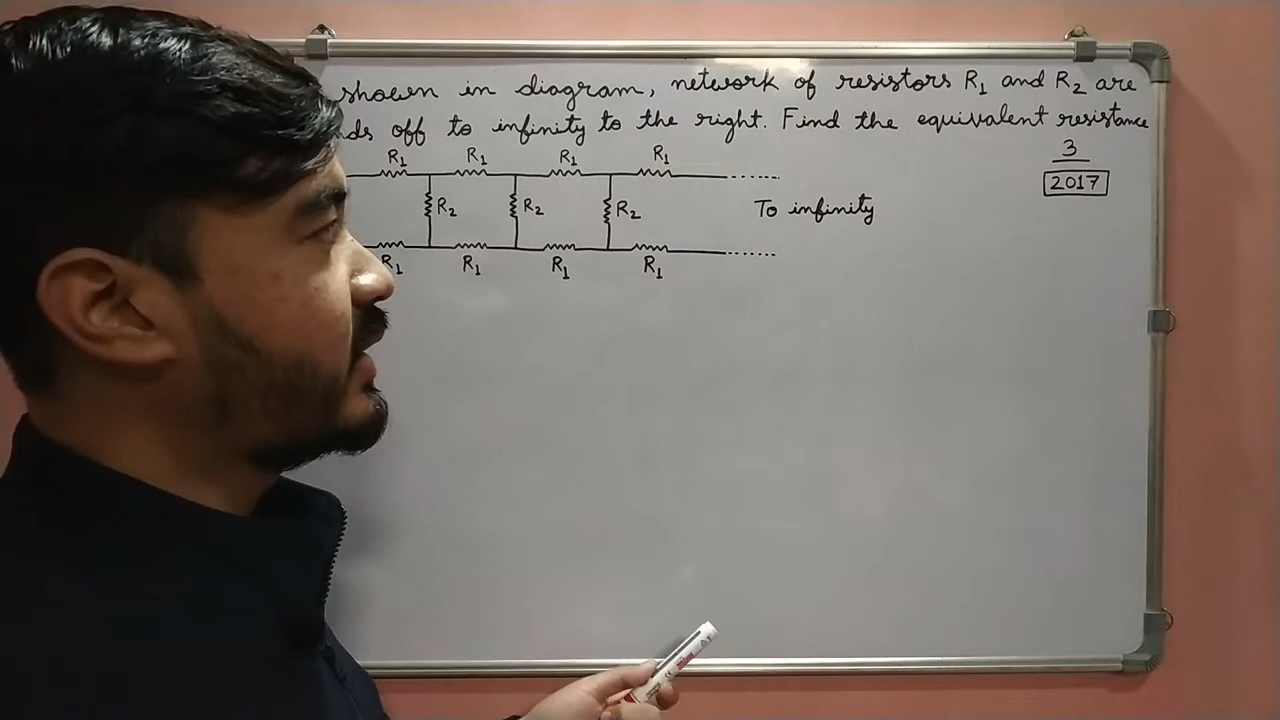 shown in diagram, network of resistors R₁ and R₂ are
off to infinity to the right. Find the equivalent resistance
3
2017
R₁ R₁ R₁ R₁
R₂ R₂ R₂ To infinity
R₁ R₁ R₁ R₁